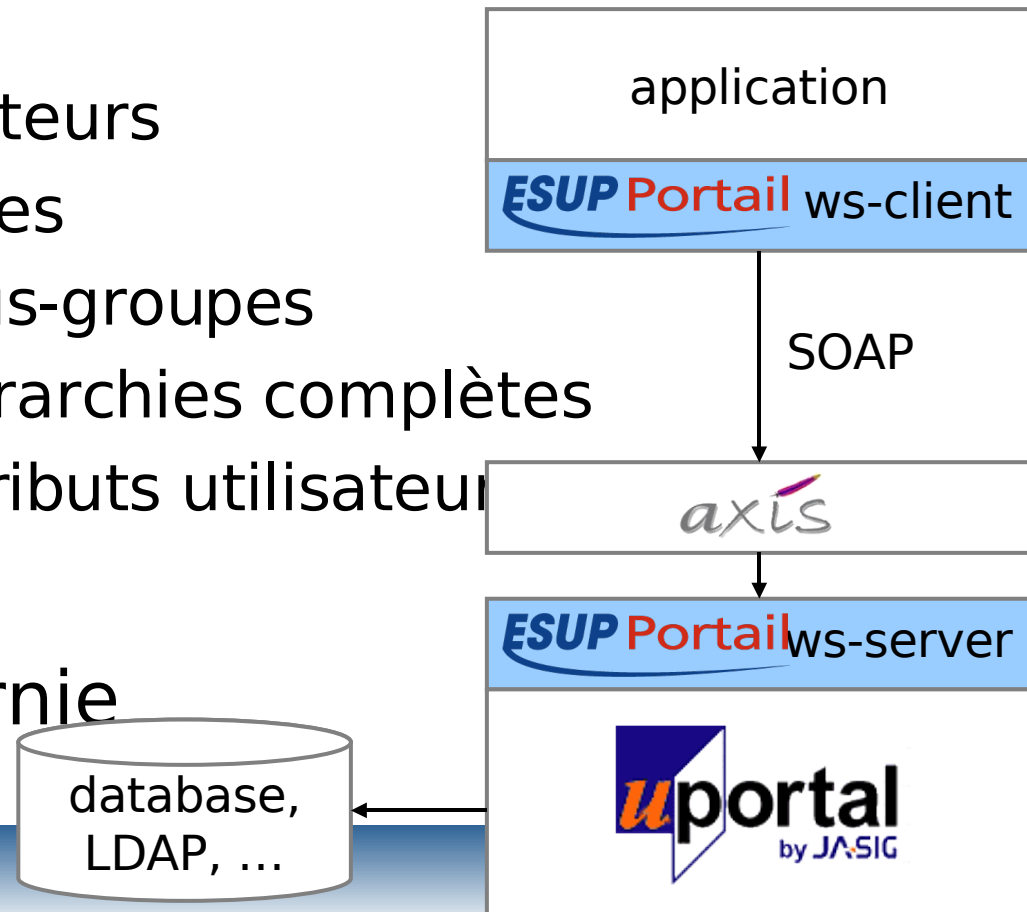 teurs
es
us-groupes
rarchies complètes
ributs utilisateur
rnie
database,
LDAP, …
application
ESUP Portail ws-client
SOAP
axis
ESUP Portail ws-server
uportal
by JA-SIG